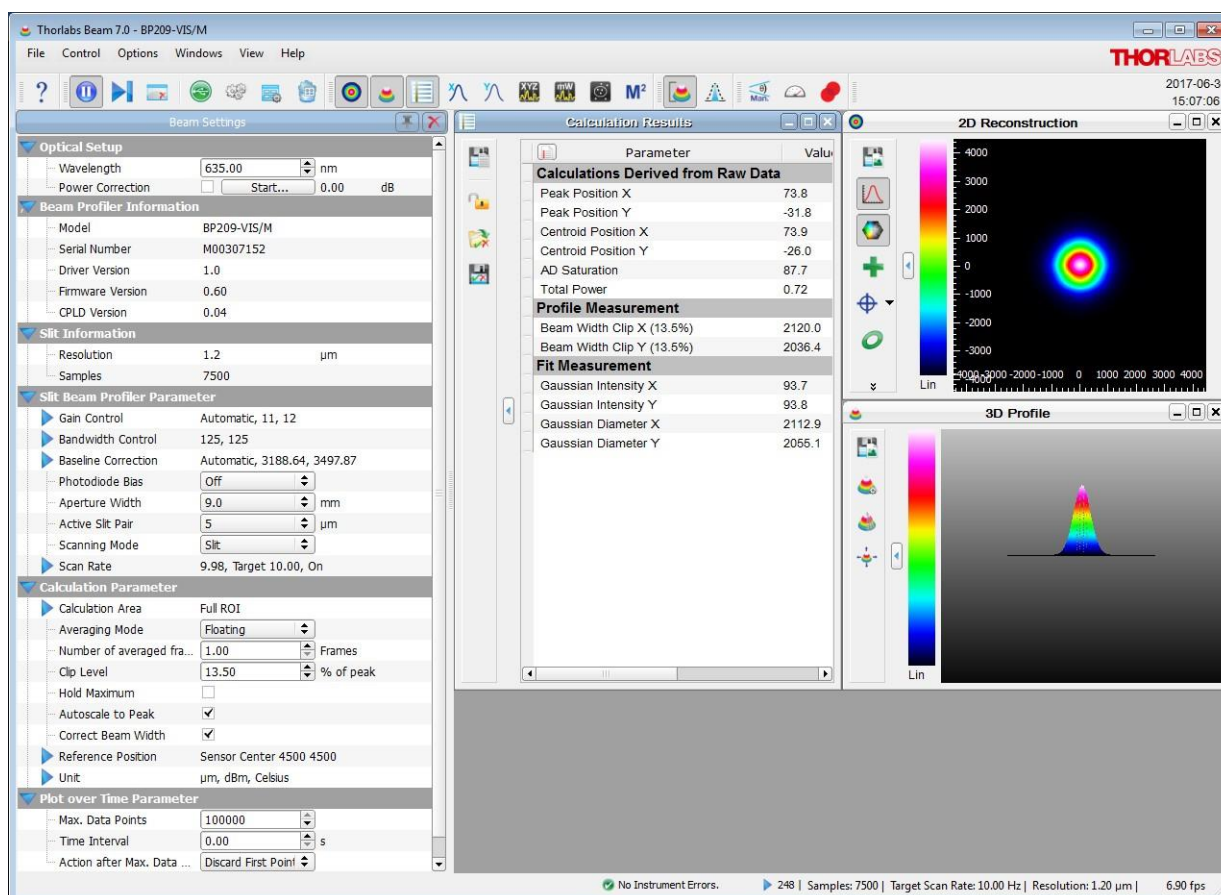 Thorlabs Beam 7.0 - BP209-VIS/M
File Control Options Windows View Help
THORLABS
? X Y XYZ mW M² Man.
2017-06-3
15:07:06
Beam Settings
Optical Setup
Wavelength 635.00 nm
Power Correction Start... 0.00 dB
Beam Profiler Information
Model BP209-VIS/M
Serial Number M00307152
Driver Version 1.0
Firmware Version 0.60
CPLD Version 0.04
Slit Information
Resolution 1.2 µm
Samples 7500
Slit Beam Profiler Parameter
Gain Control Automatic, 11, 12
Bandwidth Control 125, 125
Baseline Correction Automatic, 3188.64, 3497.87
Photodiode Bias Off
Aperture Width 9.0 mm
Active Slit Pair 5 µm
Scanning Mode Slit
Scan Rate 9.98, Target 10.00, On
Calculation Parameter
Calculation Area Full ROI
Averaging Mode Floating
Number of averaged fra... 1.00 Frames
Clip Level 13.50 % of peak
Hold Maximum
Autoscale to Peak
Correct Beam Width
Reference Position Sensor Center 4500 4500
Unit µm, dBm, Celsius
Plot over Time Parameter
Max. Data Points 100000
Time Interval 0.00 s
Action after Max. Data ... Discard First Point
Calculation Results
Parameter Valu
Calculations Derived from Raw Data
Peak Position X 73.8
Peak Position Y -31.8
Centroid Position X 73.9
Centroid Position Y -26.0
AD Saturation 87.7
Total Power 0.72
Profile Measurement
Beam Width Clip X (13.5%) 2120.0
Beam Width Clip Y (13.5%) 2036.4
Fit Measurement
Gaussian Intensity X 93.7
Gaussian Intensity Y 93.8
Gaussian Diameter X 2112.9
Gaussian Diameter Y 2055.1
2D Reconstruction
4000
3000
2000
1000
0
-1000
-2000
-3000
-4000
Lin
-4000 -3000 -2000 -1000 0 1000 2000 3000 4000
3D Profile
Lin
No Instrument Errors.
248 | Samples: 7500 | Target Scan Rate: 10.00 Hz | Resolution: 1.20 µm | 6.90 fps